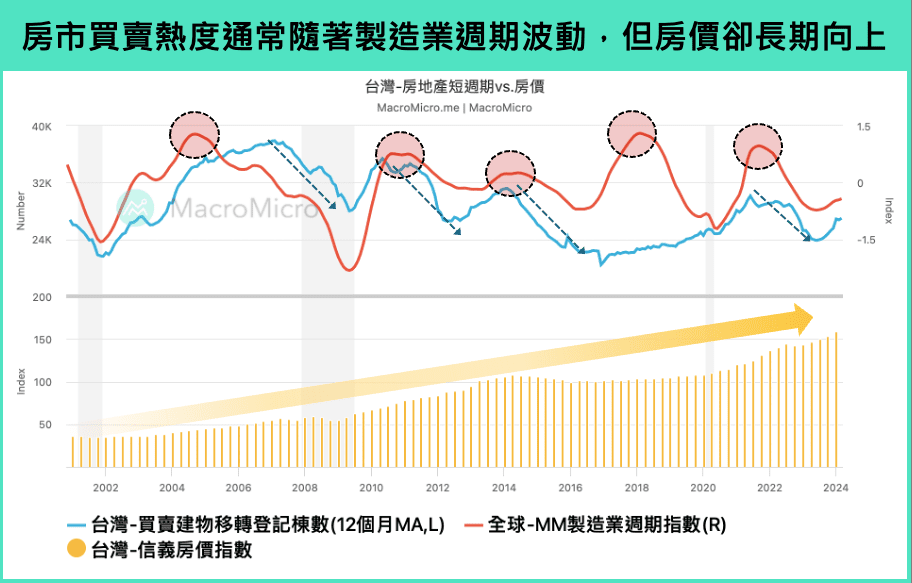 房市買賣熱度通常隨著製造業週期波動，但房價卻長期向上
台灣-房地產短週期vs.房價
MacroMicro.me | MacroMicro
40K
32K
24K
Number
1.5
0
-1.5
Index
MacroMicro
200
150
100
50
Index
2002 2004 2006 2008 2010 2012 2014 2016 2018 2020 2022 2024
台灣-買賣建物移轉登記棟數(12個月MA,L) 全球-MM製造業週期指數(R)
台灣-信義房價指數